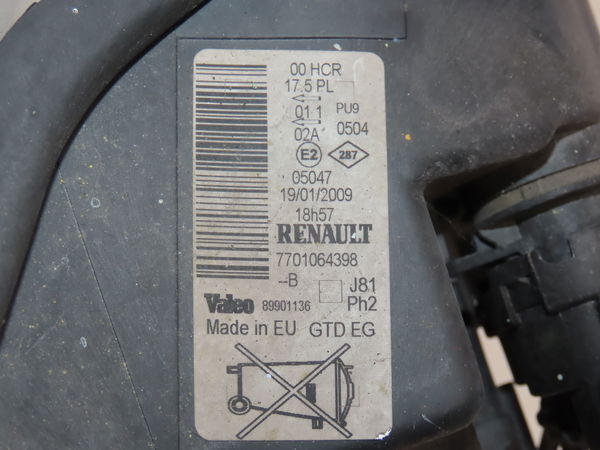 00 HCR
17.5 PL
01 1 PU9
02A 0504
E2 287
05047
19/01/2009
18h57
RENAULT
7701064398
--B J81
Valeo 89901136 Ph2
Made in EU GTD EG